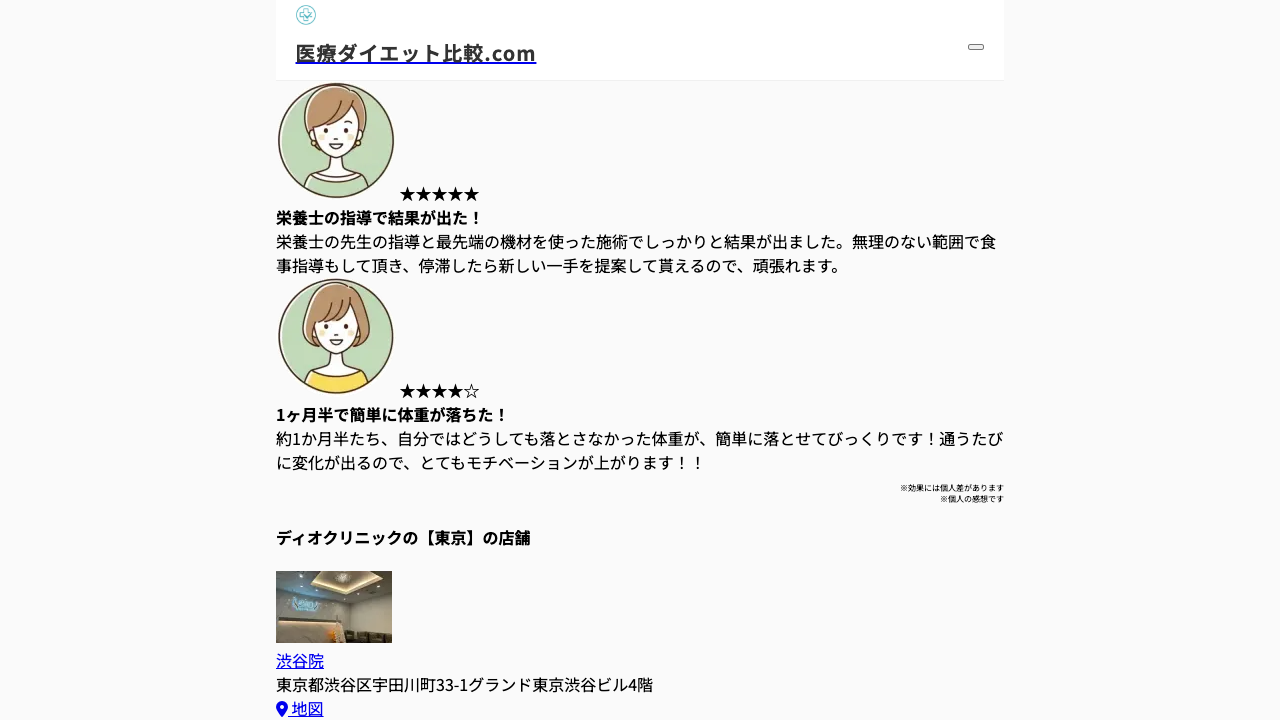 医療ダイエット比較.com
★★★★★
栄養士の指導で結果が出た！
栄養士の先生の指導と最先端の機材を使った施術でしっかりと結果が出ました。無理のない範囲で食
事指導もして頂き、停滞したら新しい一手を提案して貰えるので、頑張れます。
★★★★☆
1ヶ月半で簡単に体重が落ちた！
約1か月半たち、自分ではどうしても落とさなかった体重が、簡単に落とせてびっくりです！通うたび
に変化が出るので、とてもモチベーションが上がります！！
※効果には個人差があります
※個人の感想です
ディオクリニックの【東京】の店舗
渋谷院
東京都渋谷区宇田川町33-1グランド東京渋谷ビル4階
地図